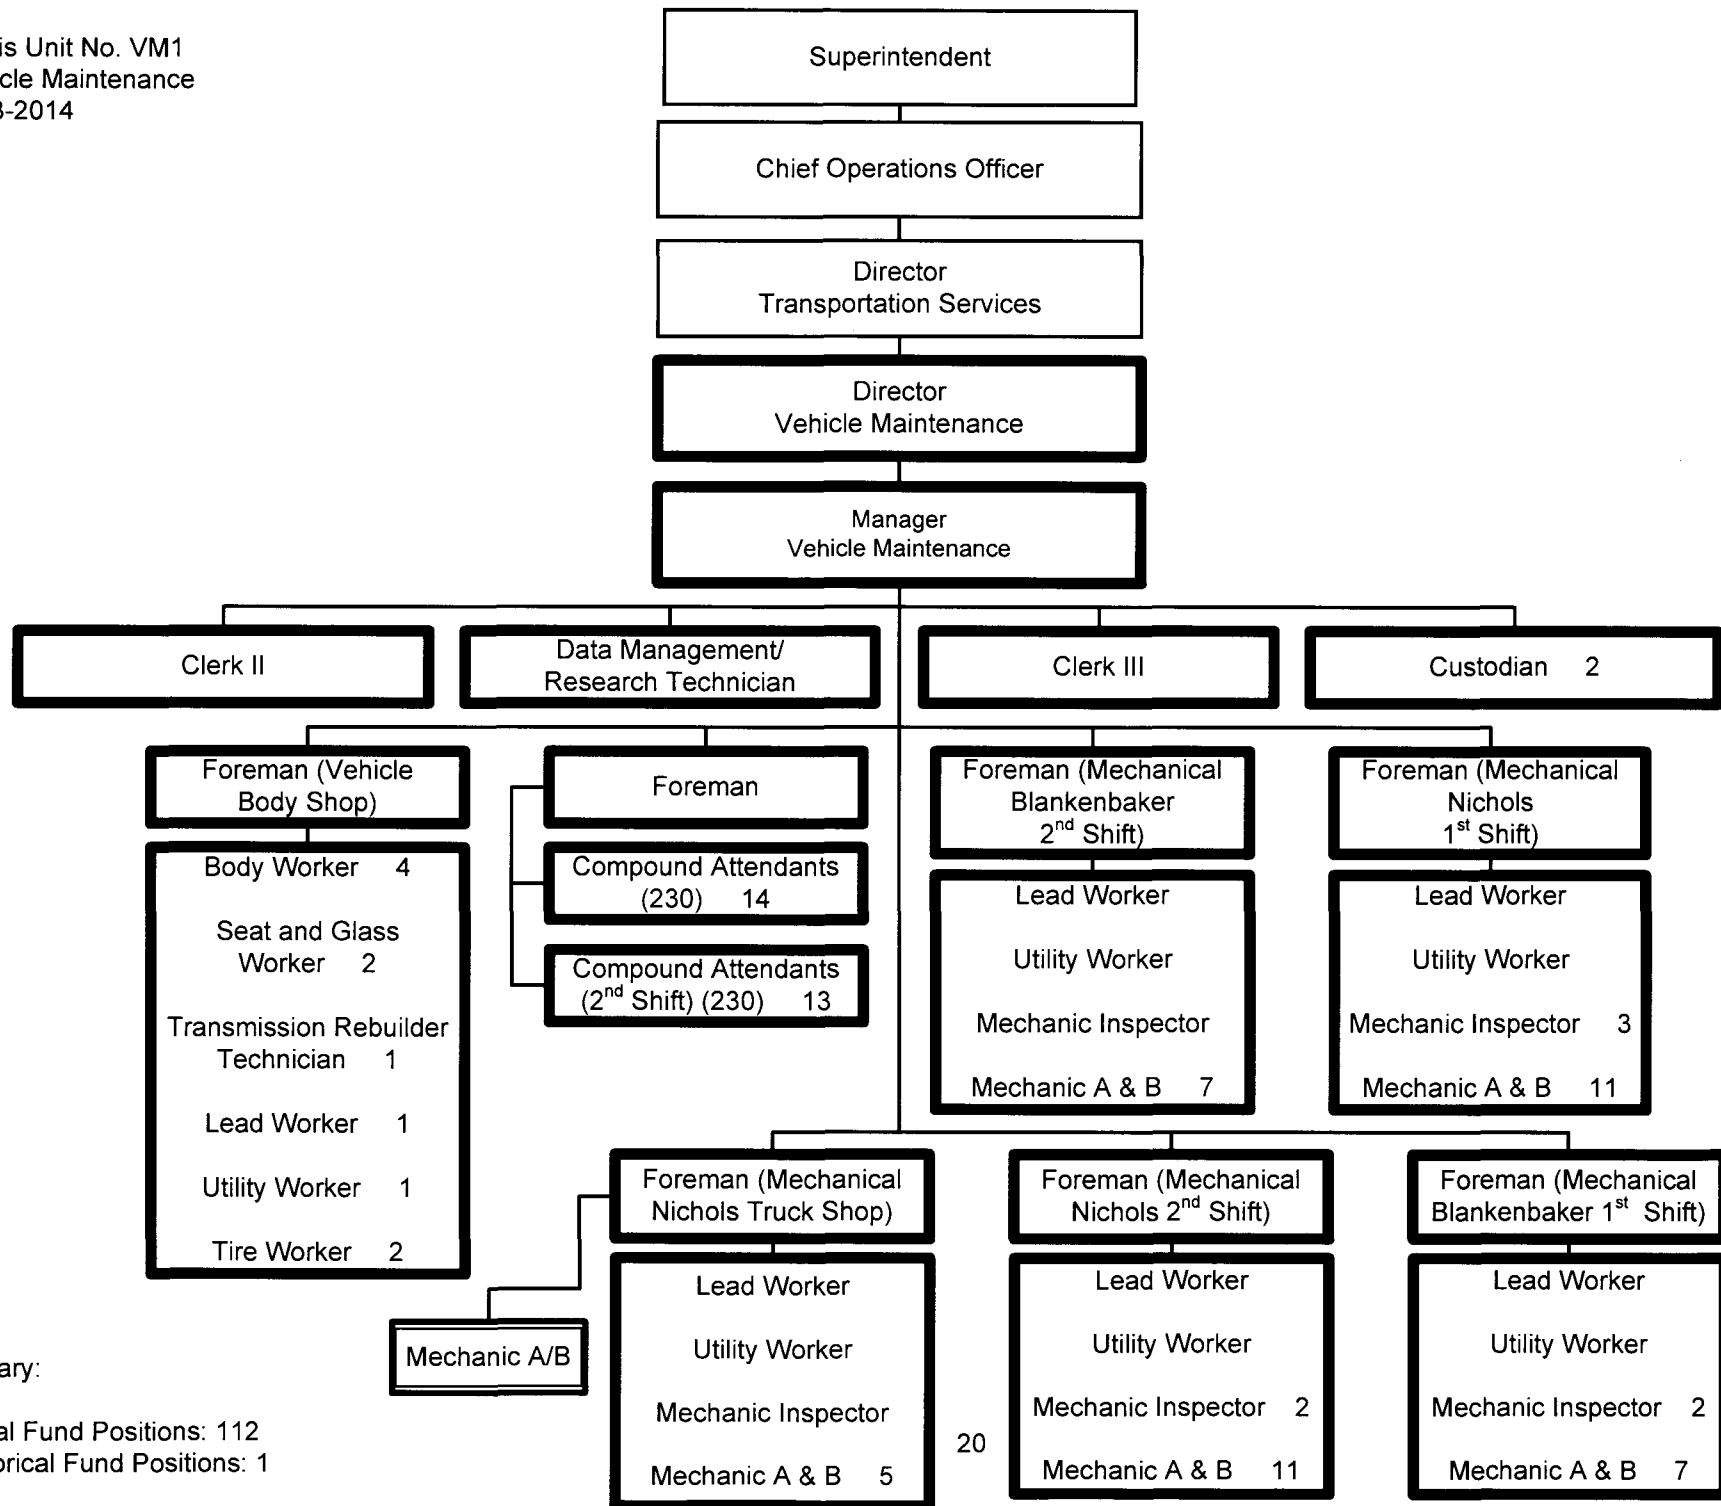 is Unit No. VM1
cle Maintenance
3-2014
Superintendent
Chief Operations Officer
Director
Transportation Services
Director
Vehicle Maintenance
Manager
Vehicle Maintenance
Clerk II
Data Management/
Research Technician
Clerk III
Custodian 2
Foreman (Vehicle
Body Shop)
Foreman
Foreman (Mechanical
Blankenbaker
2nd Shift)
Foreman (Mechanical
Nichols
1st Shift)
Body Worker 4
Seat and Glass
Worker 2
Transmission Rebuilder
Technician 1
Lead Worker 1
Utility Worker 1
Tire Worker 2
Compound Attendants
(230) 14
Compound Attendants
(2nd Shift) (230) 13
Lead Worker
Utility Worker
Mechanic Inspector
Mechanic A & B 7
Lead Worker
Utility Worker
Mechanic Inspector 3
Mechanic A & B 11
Foreman (Mechanical
Nichols Truck Shop)
Foreman (Mechanical
Nichols 2nd Shift)
Foreman (Mechanical
Blankenbaker 1st Shift)
Mechanic A/B
Lead Worker
Utility Worker
Mechanic Inspector
Mechanic A & B 5
20
Lead Worker
Utility Worker
Mechanic Inspector 2
Mechanic A & B 11
Lead Worker
Utility Worker
Mechanic Inspector 2
Mechanic A & B 7
ary:
al Fund Positions: 112
orical Fund Positions: 1